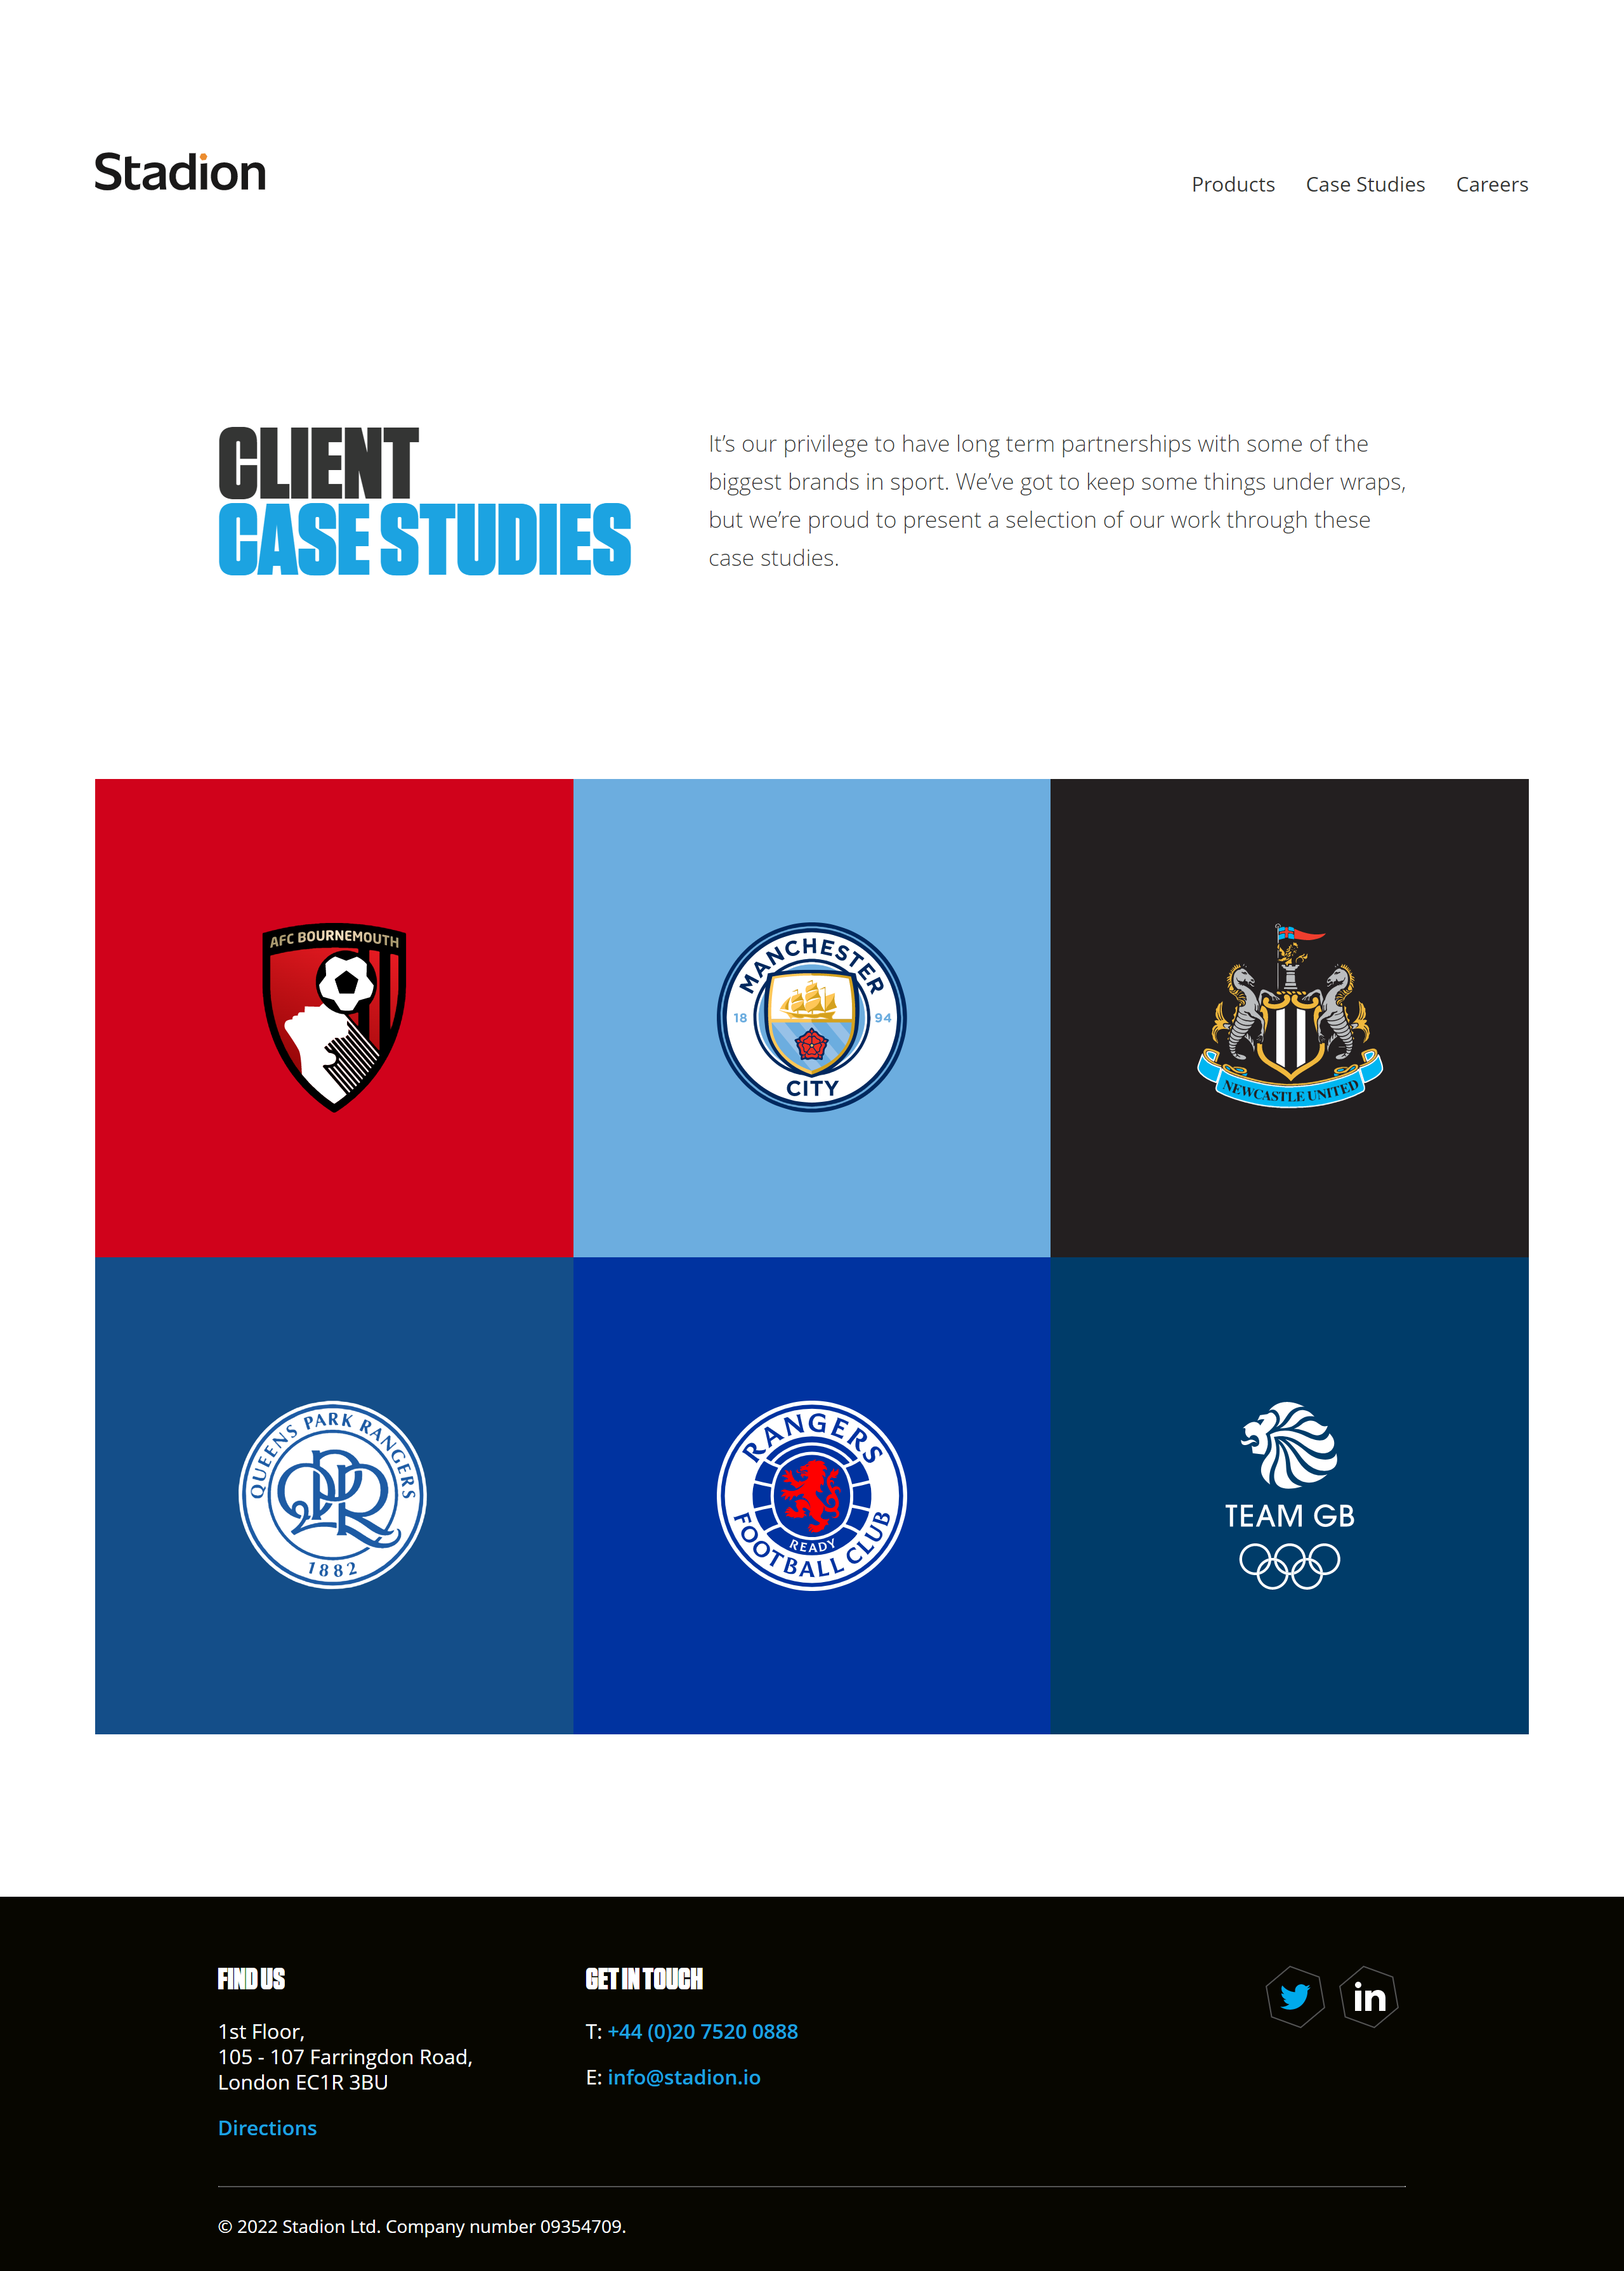 Stadion
Products Case Studies Careers
CLIENT
CASE STUDIES
It’s our privilege to have long term partnerships with some of the
biggest brands in sport. We’ve got to keep some things under wraps,
but we’re proud to present a selection of our work through these
case studies.
AFC BOURNEMOUTH
MANCHESTER
18 94
CITY
NEWCASTLE UNITED
QUEENS PARK RANGERS
QPR
1882
RANGERS
READY
FOOTBALL CLUB
TEAM GB
FIND US
1st Floor,
105 - 107 Farringdon Road,
London EC1R 3BU
Directions
GET IN TOUCH
T: +44 (0)20 7520 0888
E: info@stadion.io
in
© 2022 Stadion Ltd. Company number 09354709.